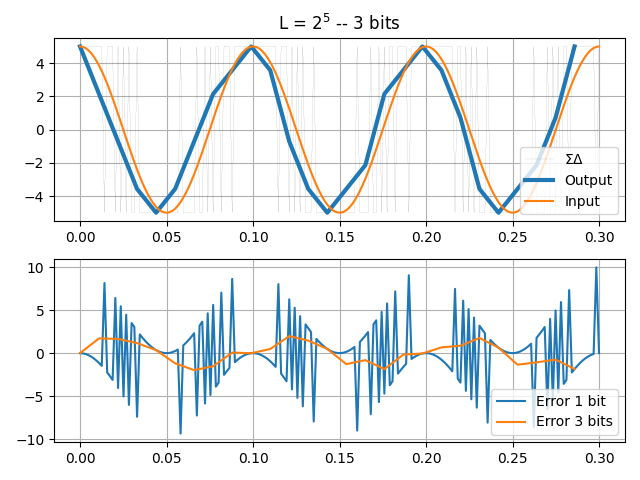 L = 2^5 -- 3 bits
4
2
0
−2
−4
ΣΔ
Output
Input
0.00 0.05 0.10 0.15 0.20 0.25 0.30
10
5
0
−5
−10
Error 1 bit
Error 3 bits
0.00 0.05 0.10 0.15 0.20 0.25 0.30